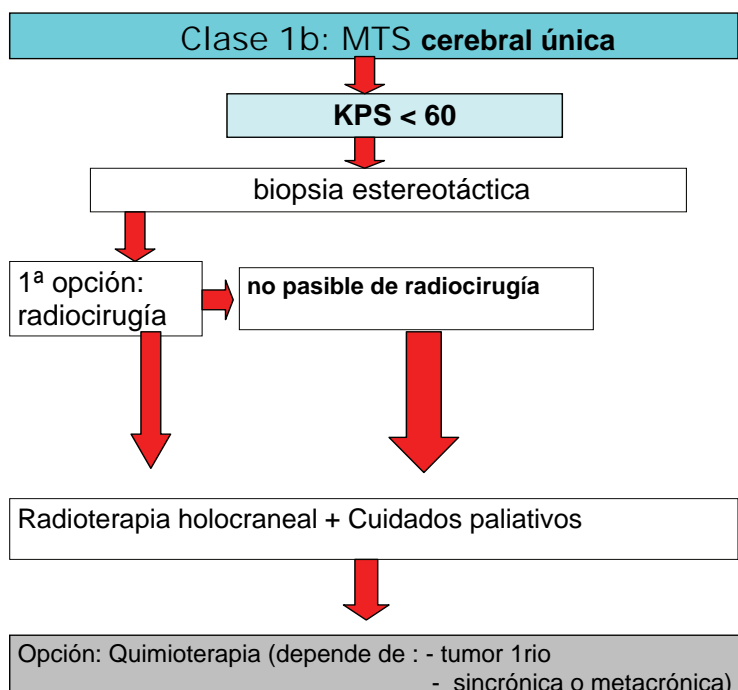 Clase 1b: MTS cerebral única
KPS < 60
biopsia estereotáctica
1ª opción:
radiocirugía
no pasible de radiocirugía
Radioterapia holocraneal + Cuidados paliativos
Opción: Quimioterapia (depende de : - tumor 1rio
- sincrónica o metacrónica)